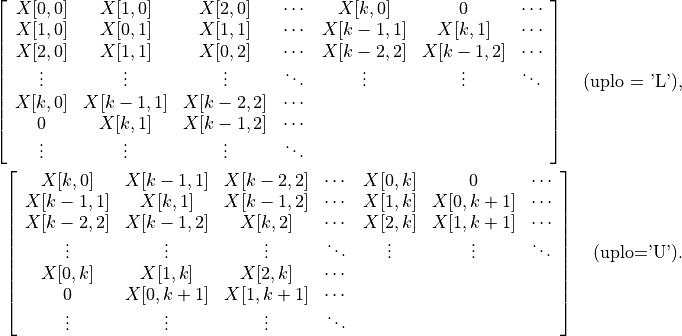 X[0, 0] X[1, 0] X[2, 0] ⋯ X[k, 0] 0 ⋯
X[1, 0] X[0, 1] X[1, 1] ⋯ X[k − 1, 1] X[k, 1] ⋯
X[2, 0] X[1, 1] X[0, 2] ⋯ X[k − 2, 2] X[k − 1, 2] ⋯
⋮ ⋮ ⋮ ⋱ ⋮ ⋮ ⋱ (uplo = 'L'),
X[k, 0] X[k − 1, 1] X[k − 2, 2] ⋯
0 X[k, 1] X[k − 1, 2] ⋯
⋮ ⋮ ⋮ ⋱
X[k, 0] X[k − 1, 1] X[k − 2, 2] ⋯ X[0, k] 0 ⋯
X[k − 1, 1] X[k, 1] X[k − 1, 2] ⋯ X[1, k] X[0, k + 1] ⋯
X[k − 2, 2] X[k − 1, 2] X[k, 2] ⋯ X[2, k] X[1, k + 1] ⋯
⋮ ⋮ ⋮ ⋱ ⋮ ⋮ ⋱ (uplo='U').
X[0, k] X[1, k] X[2, k] ⋯
0 X[0, k + 1] X[1, k + 1] ⋯
⋮ ⋮ ⋮ ⋱